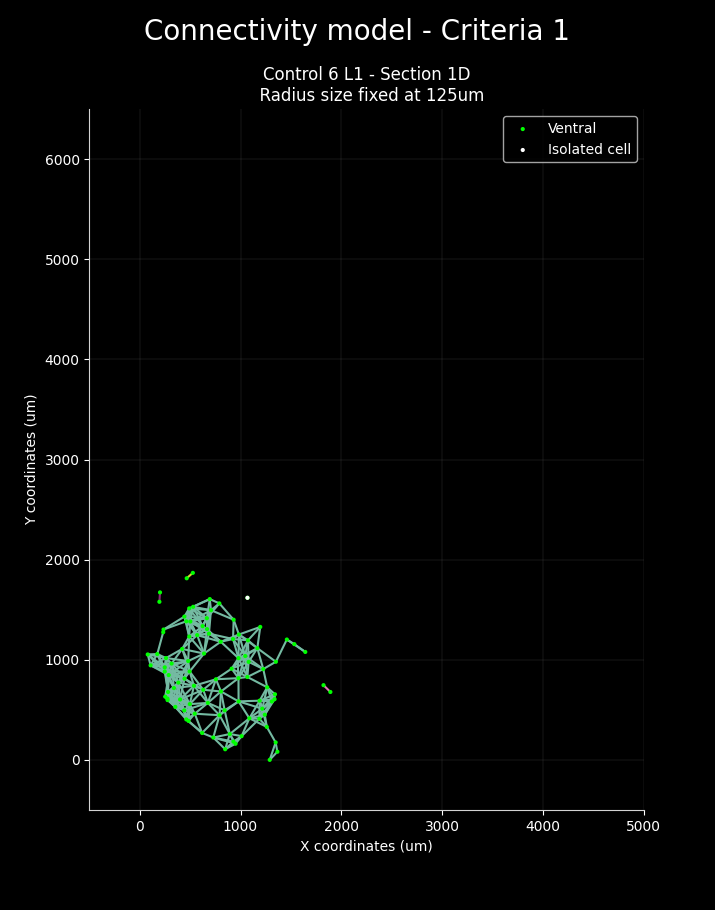 Connectivity model - Criteria 1
Control 6 L1 - Section 1D
Radius size fixed at 125um
Ventral
Isolated cell
6000
5000
4000
3000
2000
1000
0
Y coordinates (um)
0 1000 2000 3000 4000 5000
X coordinates (um)